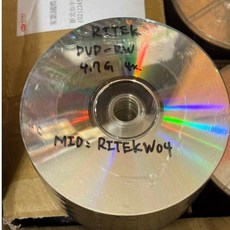 RITEK
DVD-RW
4.7G 4x
MID: RITEKW04